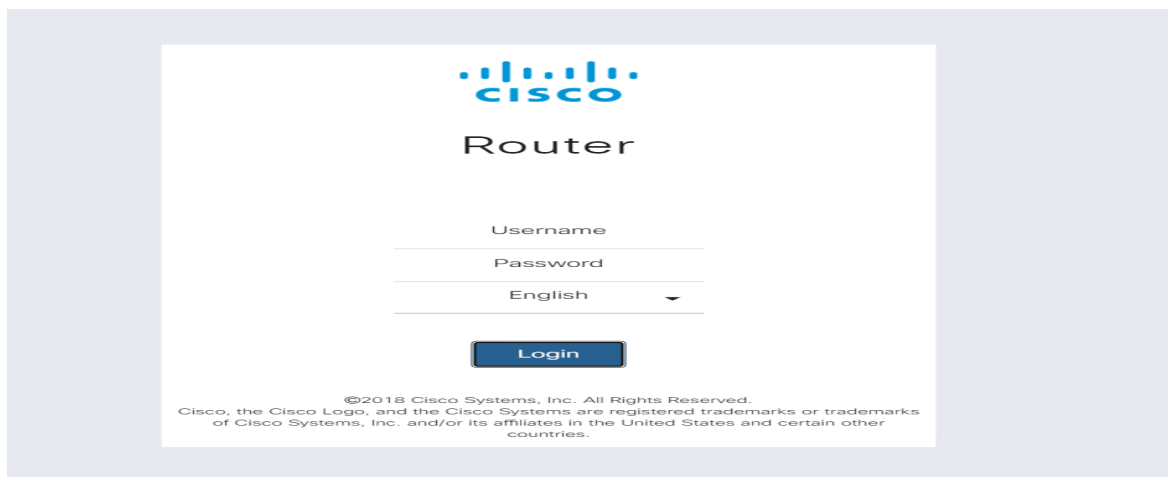 CISCO
Router
Username
Password
English
Login
©2018 Cisco Systems, Inc. All Rights Reserved.
Cisco, the Cisco Logo, and the Cisco Systems are registered trademarks or trademarks
of Cisco Systems, Inc. and/or its affiliates in the United States and certain other
countries.